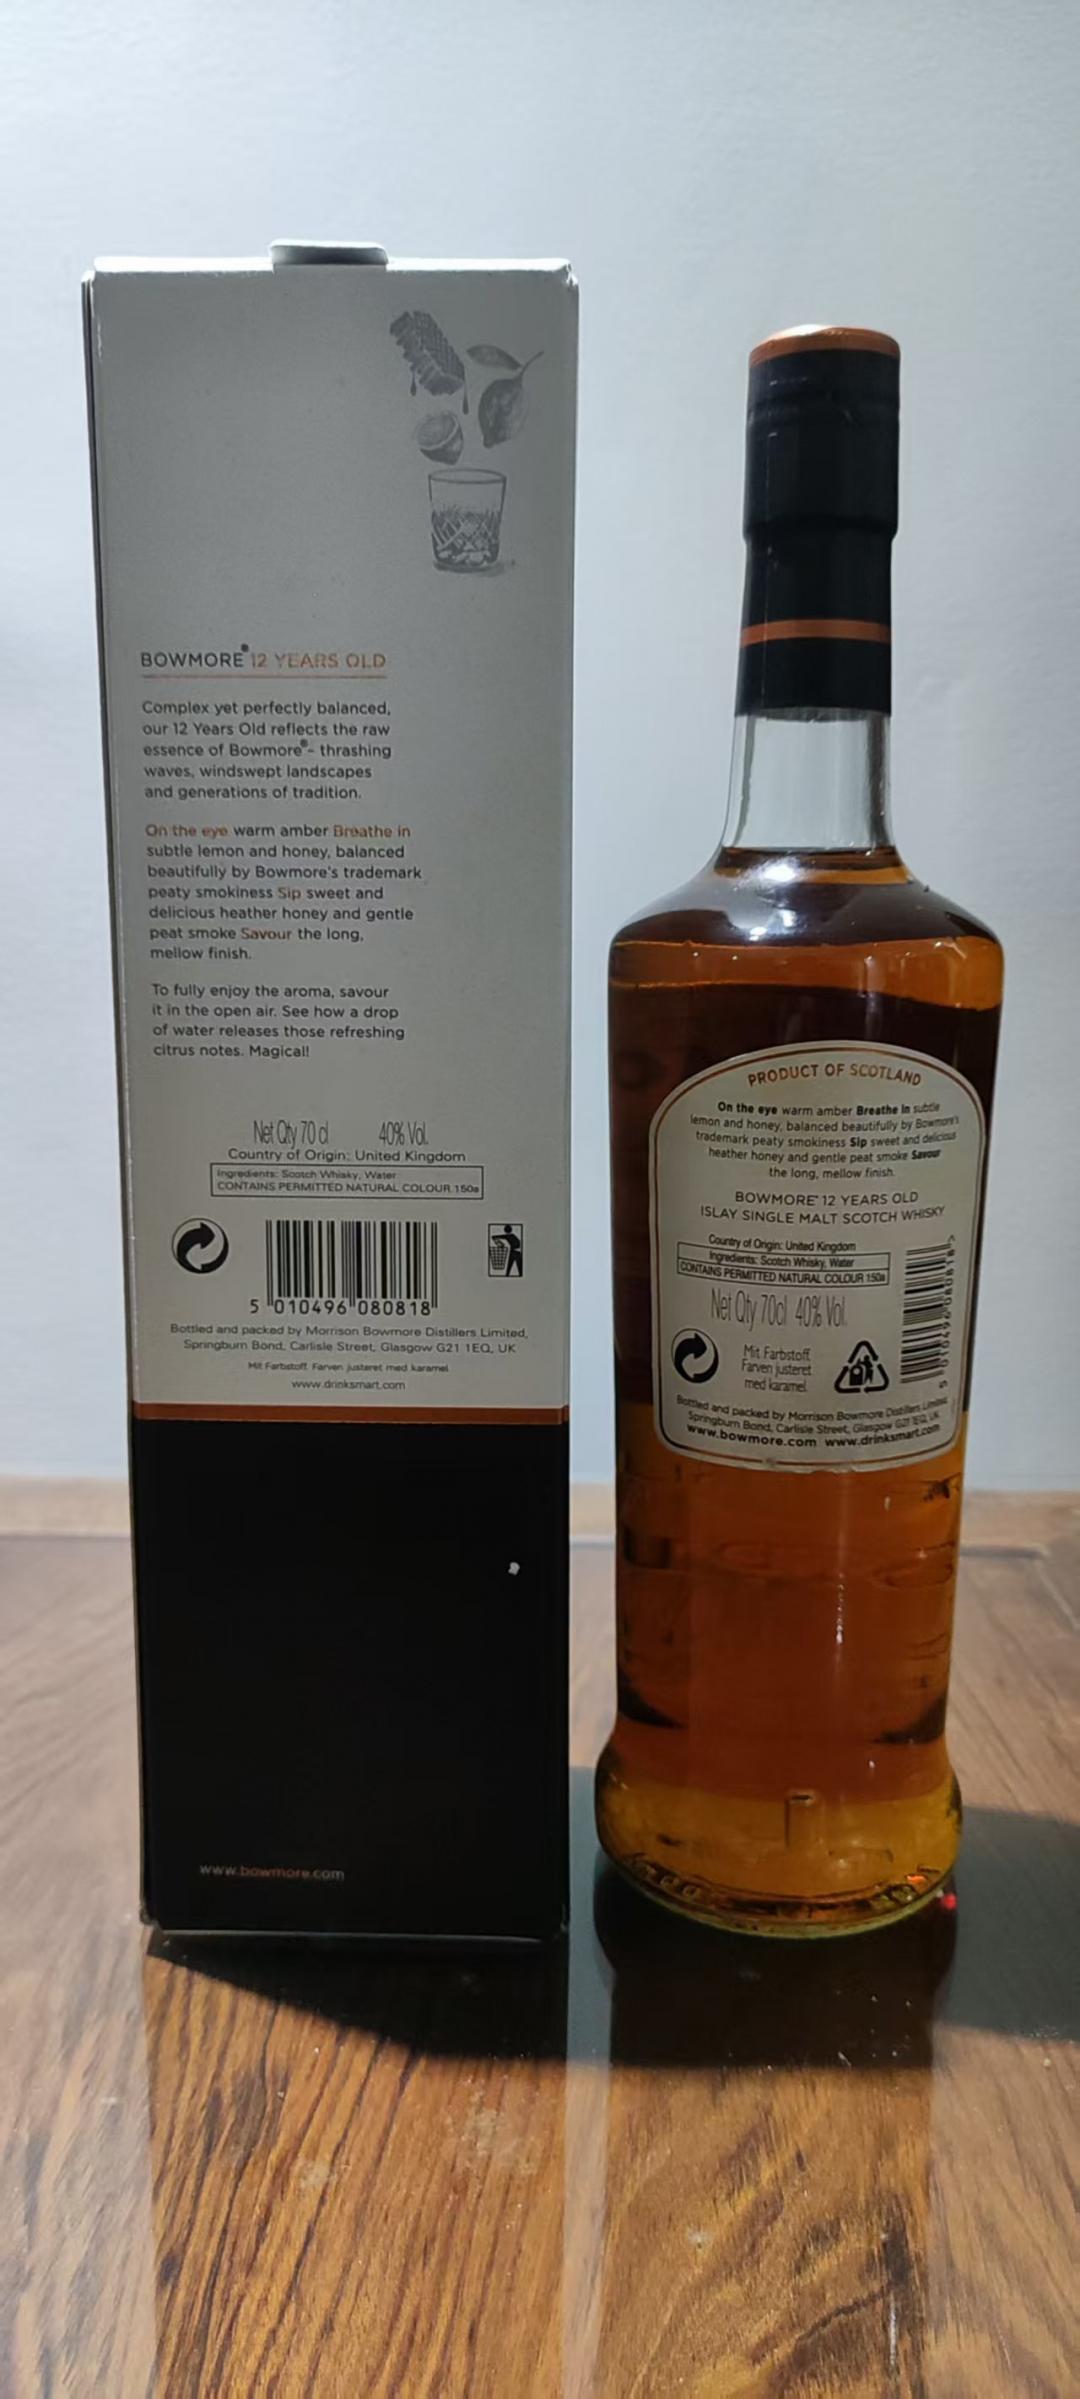 BOWMORE® 12 YEARS OLD
Complex yet perfectly balanced,
our 12 Years Old reflects the raw
essence of Bowmore®- thrashing
waves, windswept landscapes
and generations of tradition.
On the eye warm amber Breathe in
subtle lemon and honey, balanced
beautifully by Bowmore's trademark
peaty smokiness Sip sweet and
delicious heather honey and gentle
peat smoke Savour the long,
mellow finish.
To fully enjoy the aroma, savour
it in the open air. See how a drop
of water releases those refreshing
citrus notes. Magical!
Net Qty 70 cl 40% Vol.
Country of Origin: United Kingdom
Ingredients: Scotch Whisky, Water
CONTAINS PERMITTED NATURAL COLOUR 150a
5 010496 080818
Bottled and packed by Morrison Bowmore Distillers Limited,
Springburn Bond, Carlisle Street, Glasgow G21 1EQ, UK
Mit Farbstoff. Farven justeret med karamel
www.drinksmart.com
www.bowmore.com
PRODUCT OF SCOTLAND
On the eye warm amber Breathe in subtle
lemon and honey, balanced beautifully by Bowmore's
trademark peaty smokiness Sip sweet and delicious
heather honey and gentle peat smoke Savour
the long, mellow finish.
BOWMORE® 12 YEARS OLD
ISLAY SINGLE MALT SCOTCH WHISKY
Country of Origin: United Kingdom
Ingredients: Scotch Whisky, Water
CONTAINS PERMITTED NATURAL COLOUR 150a
Net Qty 70cl 40% Vol.
Mit Farbstoff.
Farven justeret
med karamel
5 010496 080818 >
Bottled and packed by Morrison Bowmore Distillers Limited,
Springburn Bond, Carlisle Street, Glasgow G21 1EQ, UK
www.bowmore.com www.drinksmart.com